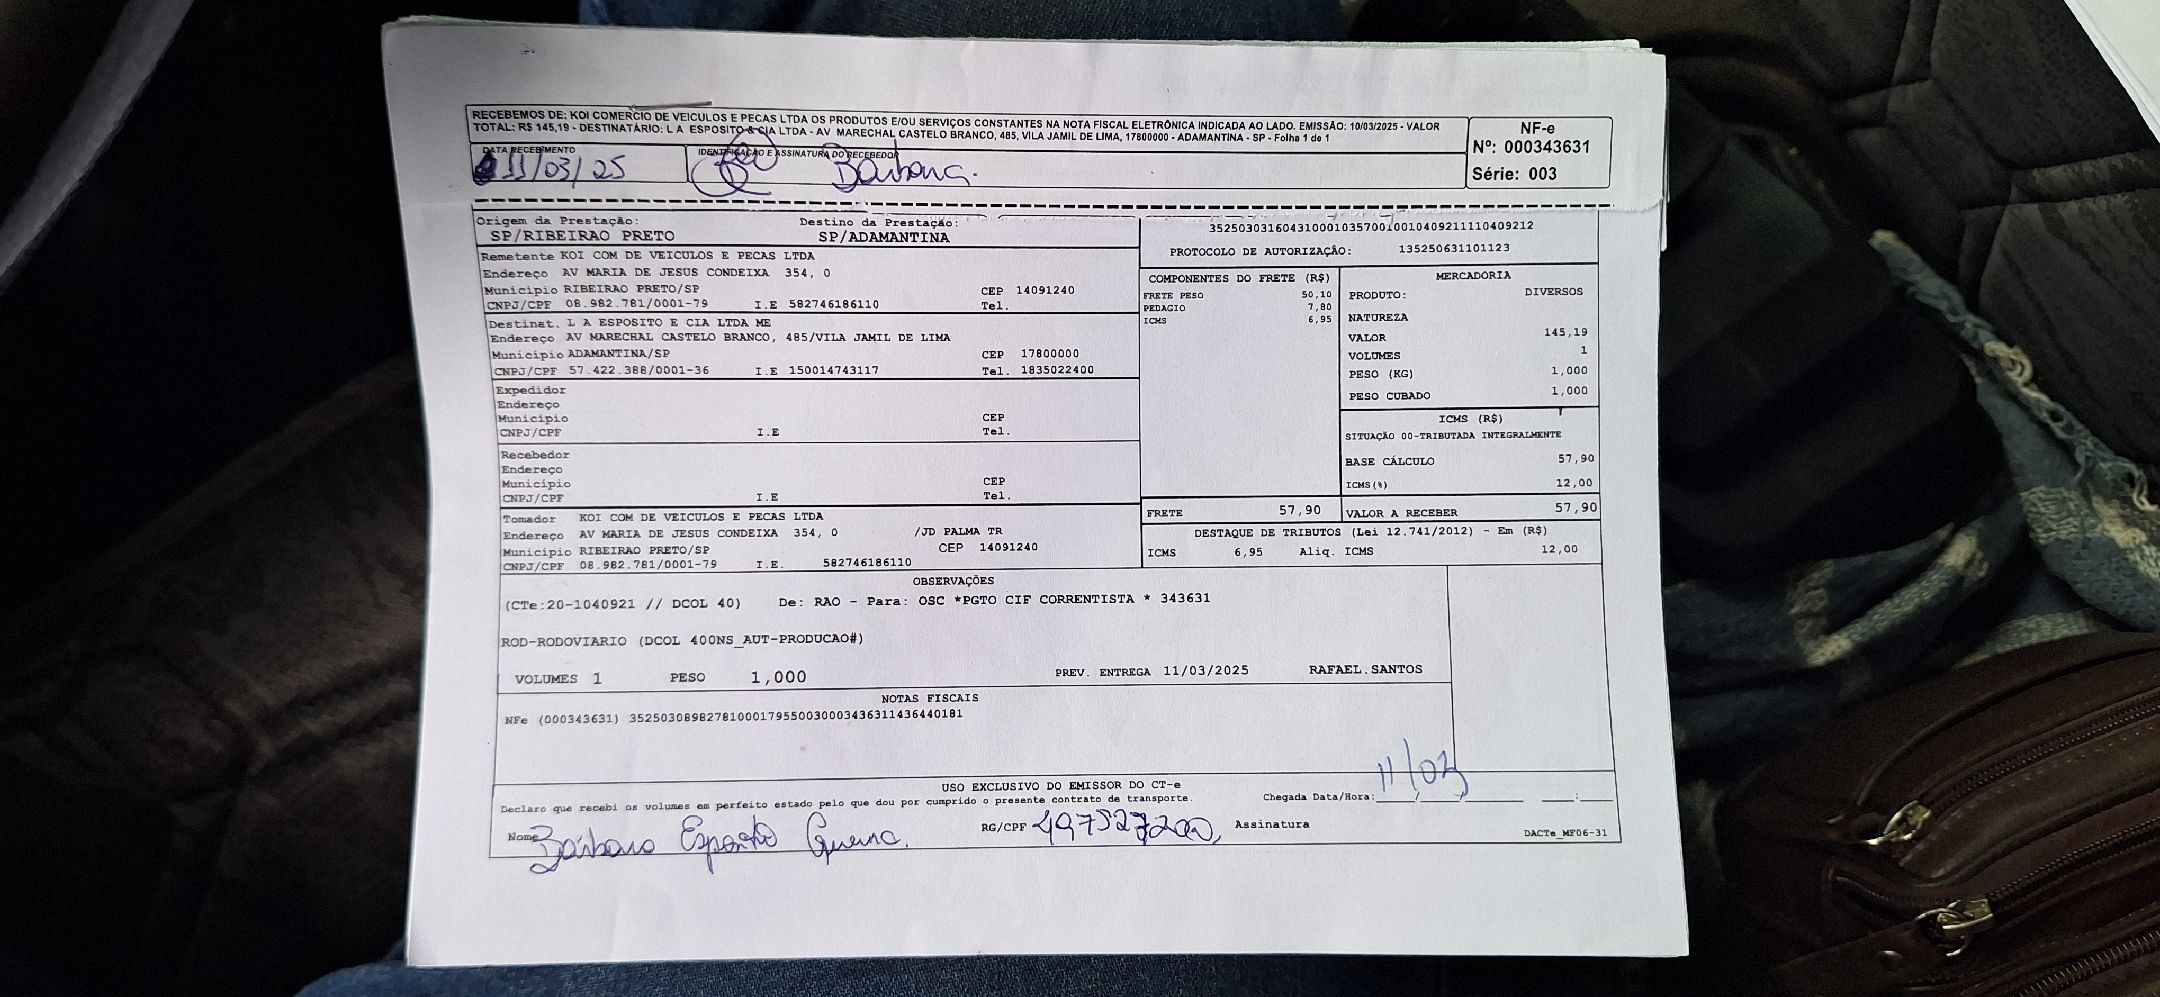 RECEBEMOS DE: KOI COMERCIO DE VEICULOS E PECAS LTDA OS PRODUTOS E/OU SERVIÇOS CONSTANTES NA NOTA FISCAL ELETRÔNICA INDICADA AO LADO. EMISSÃO: 10/03/2025 - VALOR
TOTAL: R$ 145,19 - DESTINATÁRIO: L A ESPOSITO & CIA LTDA - AV MARECHAL CASTELO BRANCO, 485, VILA JAMIL DE LIMA, 17800000 - ADAMANTINA - SP - Folha 1 de 1
NF-e
Nº: 000343631
Série: 003
DATA RECEBIMENTO
11/03/25
IDENTIFICAÇÃO E ASSINATURA DO RECEBEDOR
Bárbara
Origem da Prestação: Destino da Prestação:
SP/RIBEIRAO PRETO SP/ADAMANTINA
Remetente KOI COM DE VEICULOS E PECAS LTDA
Endereço AV MARIA DE JESUS CONDEIXA 354, 0
Município RIBEIRAO PRETO/SP CEP 14091240
CNPJ/CPF 08.982.781/0001-79 I.E 582746186110 Tel.
Destinat. L A ESPOSITO E CIA LTDA ME
Endereço AV MARECHAL CASTELO BRANCO, 485/VILA JAMIL DE LIMA
Município ADAMANTINA/SP CEP 17800000
CNPJ/CPF 57.422.388/0001-36 I.E 150014743117 Tel. 1835022400
Expedidor
Endereço
Município CEP
CNPJ/CPF I.E Tel.
Recebedor
Endereço
Município CEP
CNPJ/CPF I.E Tel.
Tomador KOI COM DE VEICULOS E PECAS LTDA
Endereço AV MARIA DE JESUS CONDEIXA 354, 0 /JD PALMA TR
Município RIBEIRAO PRETO/SP CEP 14091240
CNPJ/CPF 08.982.781/0001-79 I.E. 582746186110
35250303160431000103570010010409211110409212
PROTOCOLO DE AUTORIZAÇÃO: 135250631101123
COMPONENTES DO FRETE (R$)
FRETE PESO 50,10
PEDAGIO 7,80
ICMS 6,95
MERCADORIA
PRODUTO: DIVERSOS
NATUREZA
VALOR 145,19
VOLUMES 1
PESO (KG) 1,000
PESO CUBADO 1,000
ICMS (R$)
SITUAÇÃO 00-TRIBUTADA INTEGRALMENTE
BASE CÁLCULO 57,90
ICMS(%) 12,00
FRETE 57,90 VALOR A RECEBER 57,90
DESTAQUE DE TRIBUTOS (Lei 12.741/2012) - Em (R$)
ICMS 6,95 Aliq. ICMS 12,00
OBSERVAÇÕES
(CTe:20-1040921 // DCOL 40) De: RAO - Para: OSC *PGTO CIF CORRENTISTA * 343631
ROD-RODOVIARIO (DCOL 400NS_AUT-PRODUCAO#)
VOLUMES 1 PESO 1,000 PREV. ENTREGA 11/03/2025 RAFAEL.SANTOS
NOTAS FISCAIS
NFe (000343631) 35250308982781000179550030003436311436440181
USO EXCLUSIVO DO EMISSOR DO CT-e
Declaro que recebi os volumes em perfeito estado pelo que dou por cumprido o presente contrato de transporte. Chegada Data/Hora: 11/03
Nome Bárbara Esposito Guerra. RG/CPF Assinatura
DACTe_MF06-31